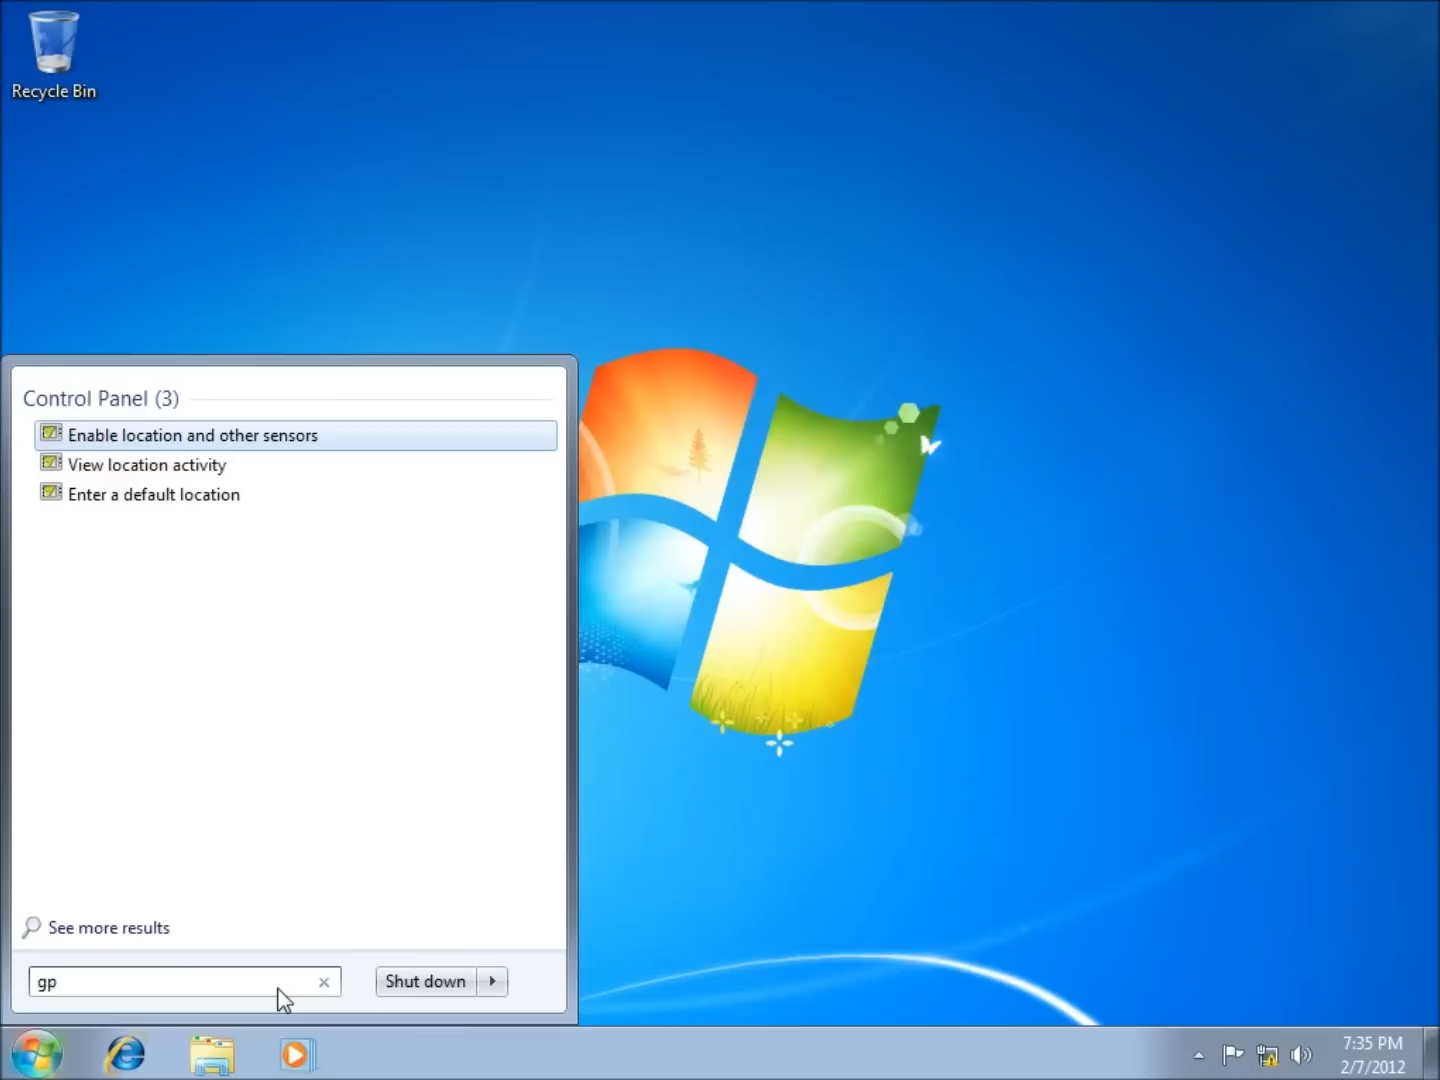 Recycle Bin
Control Panel (3)
Enable location and other sensors
View location activity
Enter a default location
See more results
gp
Shut down
7:35 PM
2/7/2012